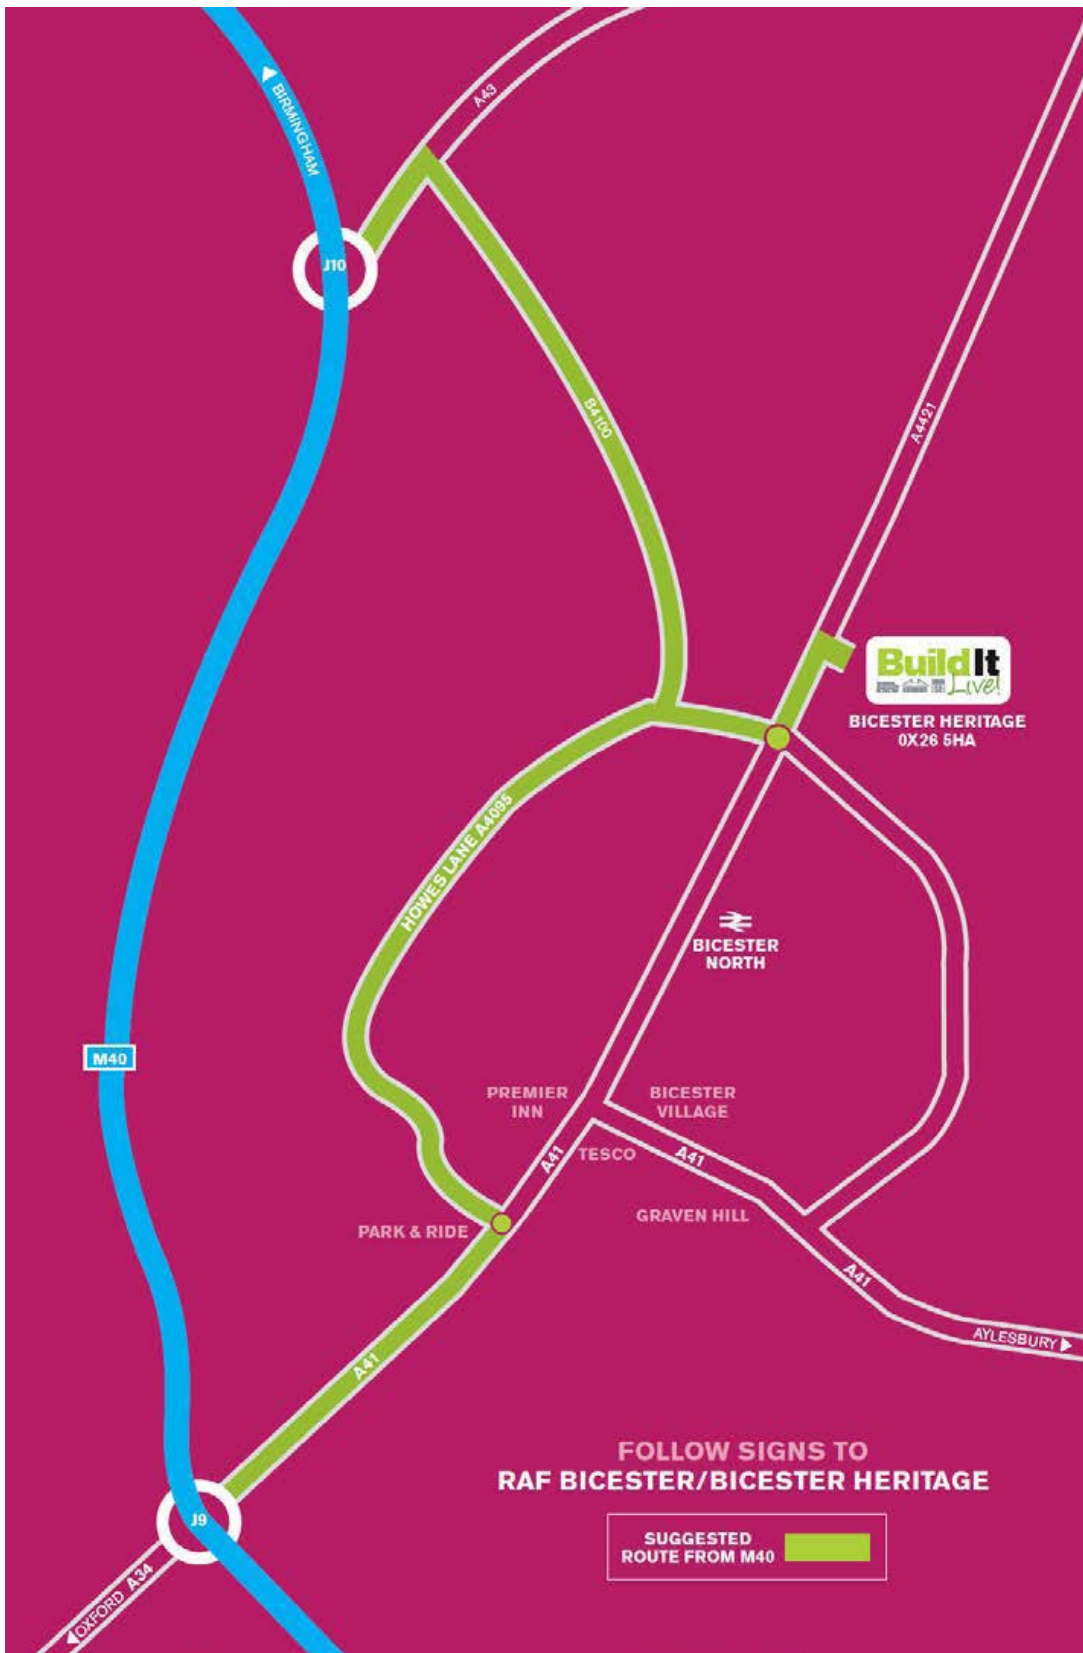 BIRMINGHAM
A43
J10
B4100
A4421
BuildIt
Live!
BICESTER HERITAGE
0X26 5HA
HOWES LANE A4095
BICESTER
NORTH
M40
PREMIER
INN
BICESTER
VILLAGE
A41
TESCO
A41
GRAVEN HILL
PARK & RIDE
A41
AYLESBURY
A41
FOLLOW SIGNS TO
RAF BICESTER/BICESTER HERITAGE
J9
SUGGESTED
ROUTE FROM M40
OXFORD A34